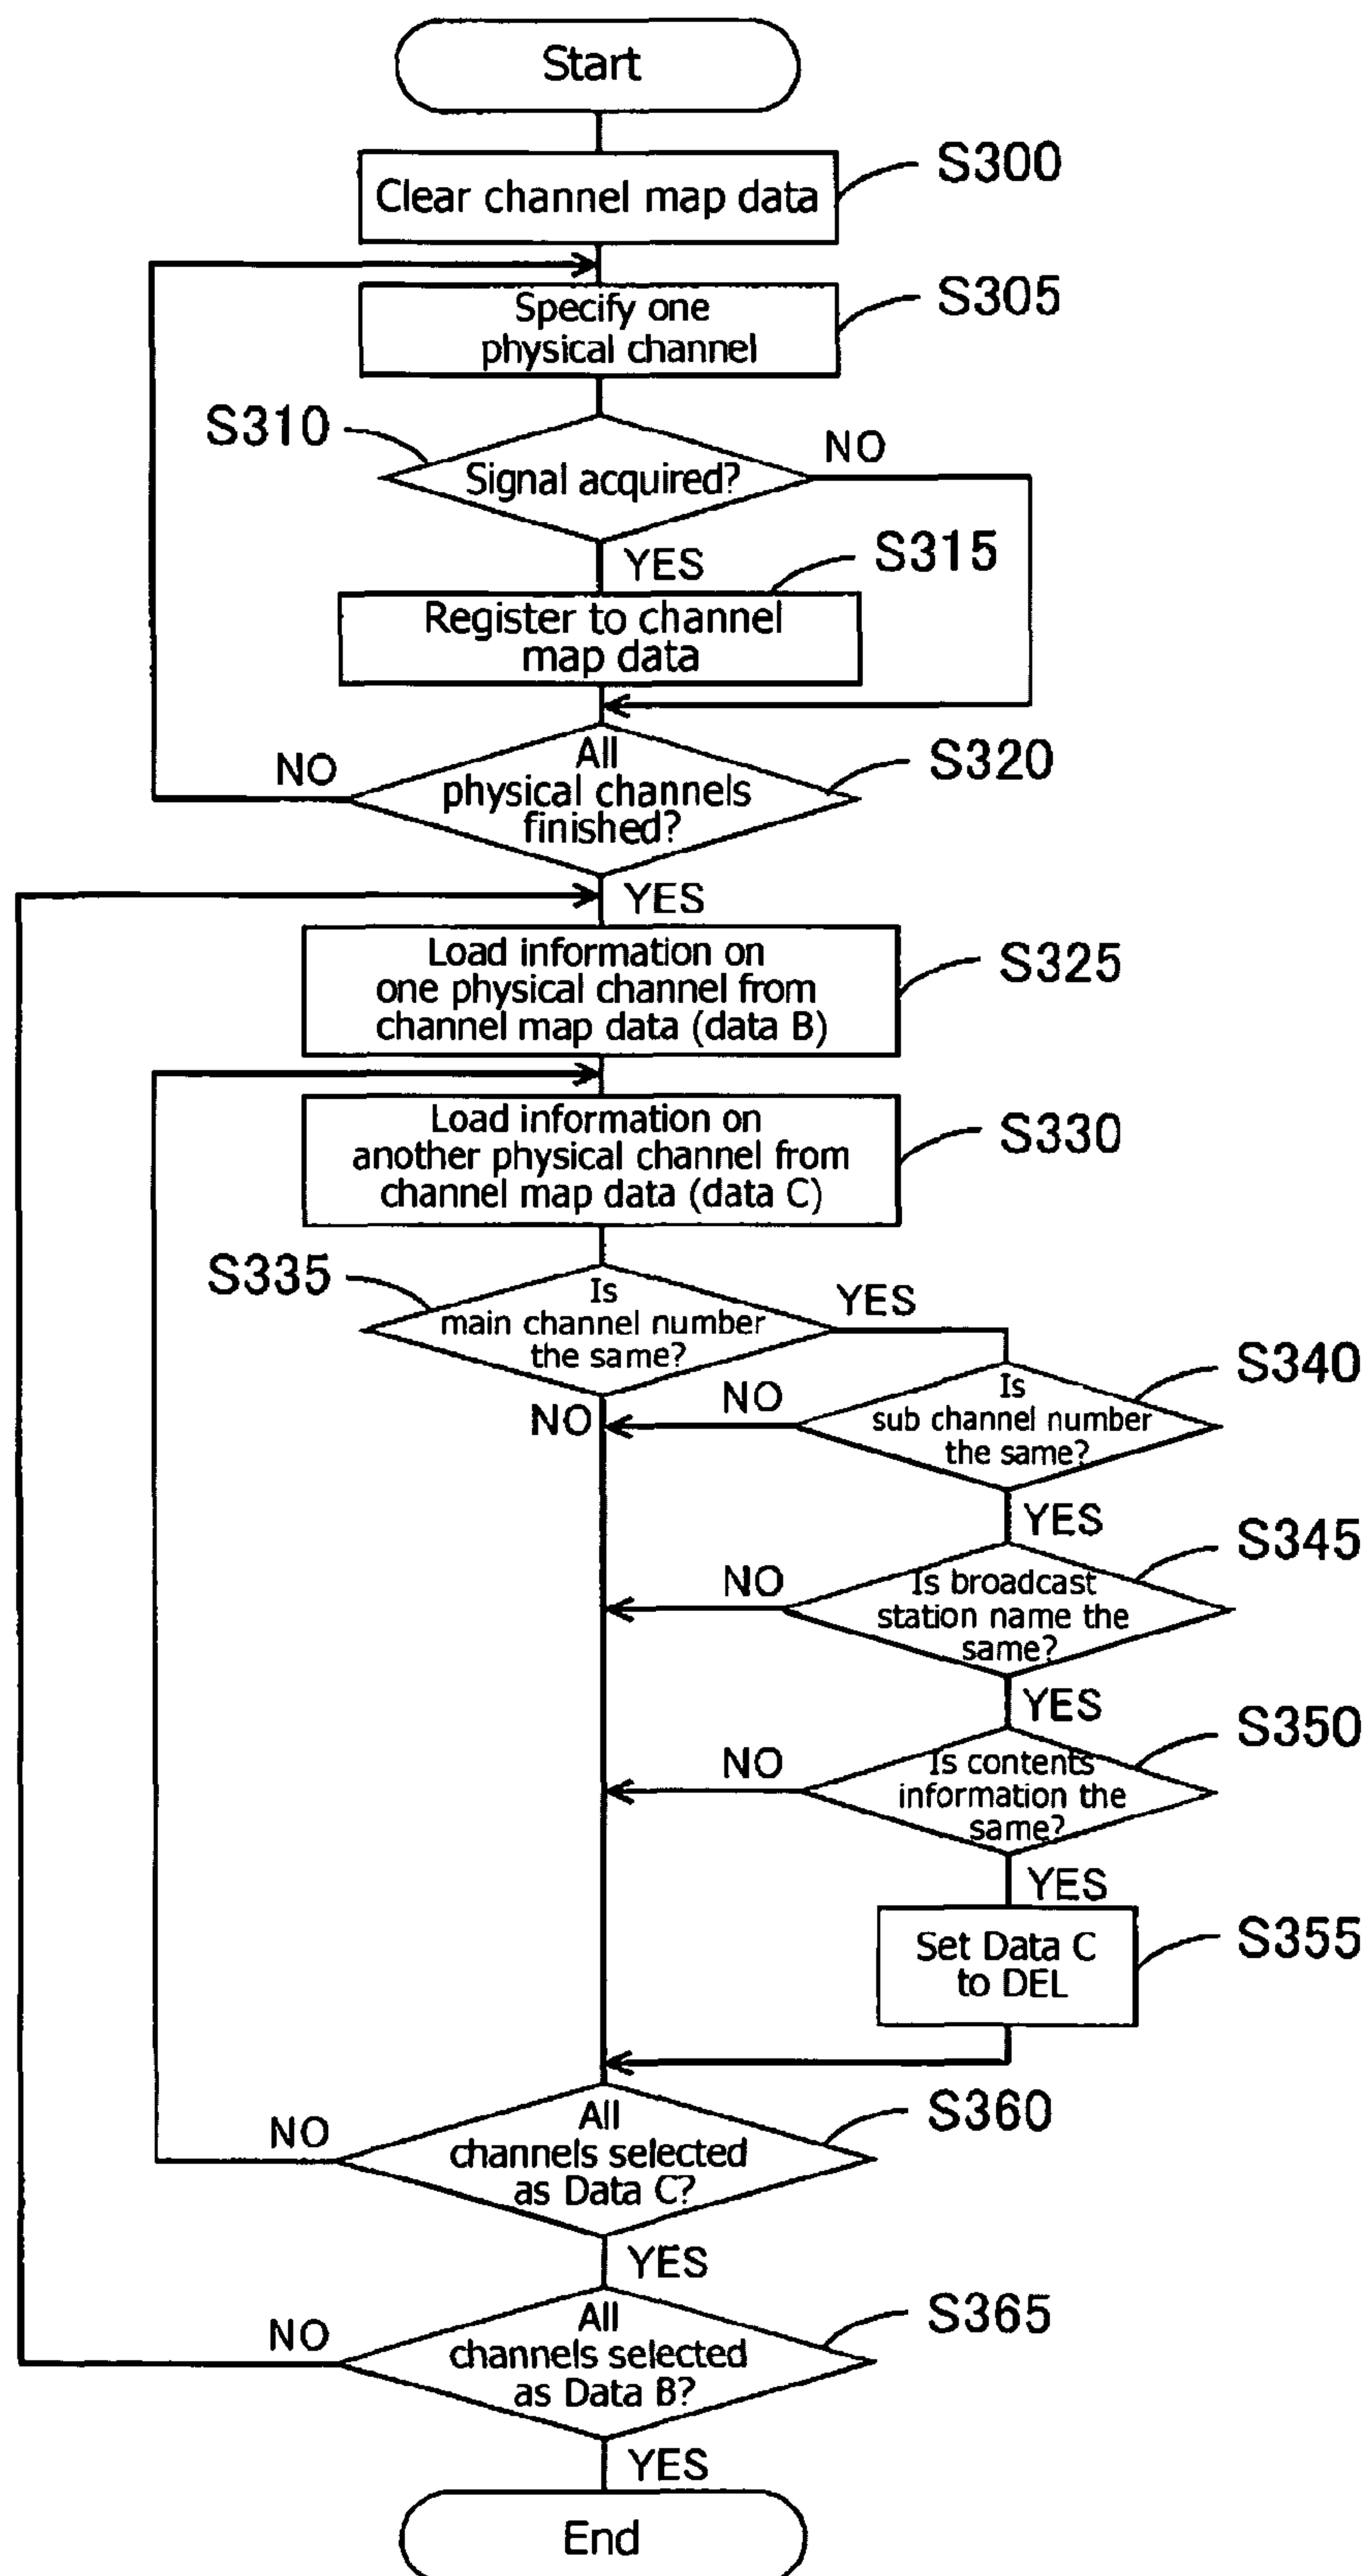 Start
S300
Clear channel map data
S305
Specify one
physical channel
S310
NO
Signal acquired?
YES
S315
Register to channel
map data
NO
All
physical channels
finished?
S320
YES
Load information on
one physical channel from
channel map data (data B)
S325
Load information on
another physical channel from
channel map data (data C)
S330
S335
Is
main channel number
the same?
YES
NO
NO
Is
sub channel number
the same?
S340
YES
NO
Is broadcast
station name the
same?
S345
YES
NO
Is contents
information the
same?
S350
YES
Set Data C
to DEL
S355
NO
All
channels selected
as Data C?
S360
YES
NO
All
channels selected
as Data B?
S365
YES
End